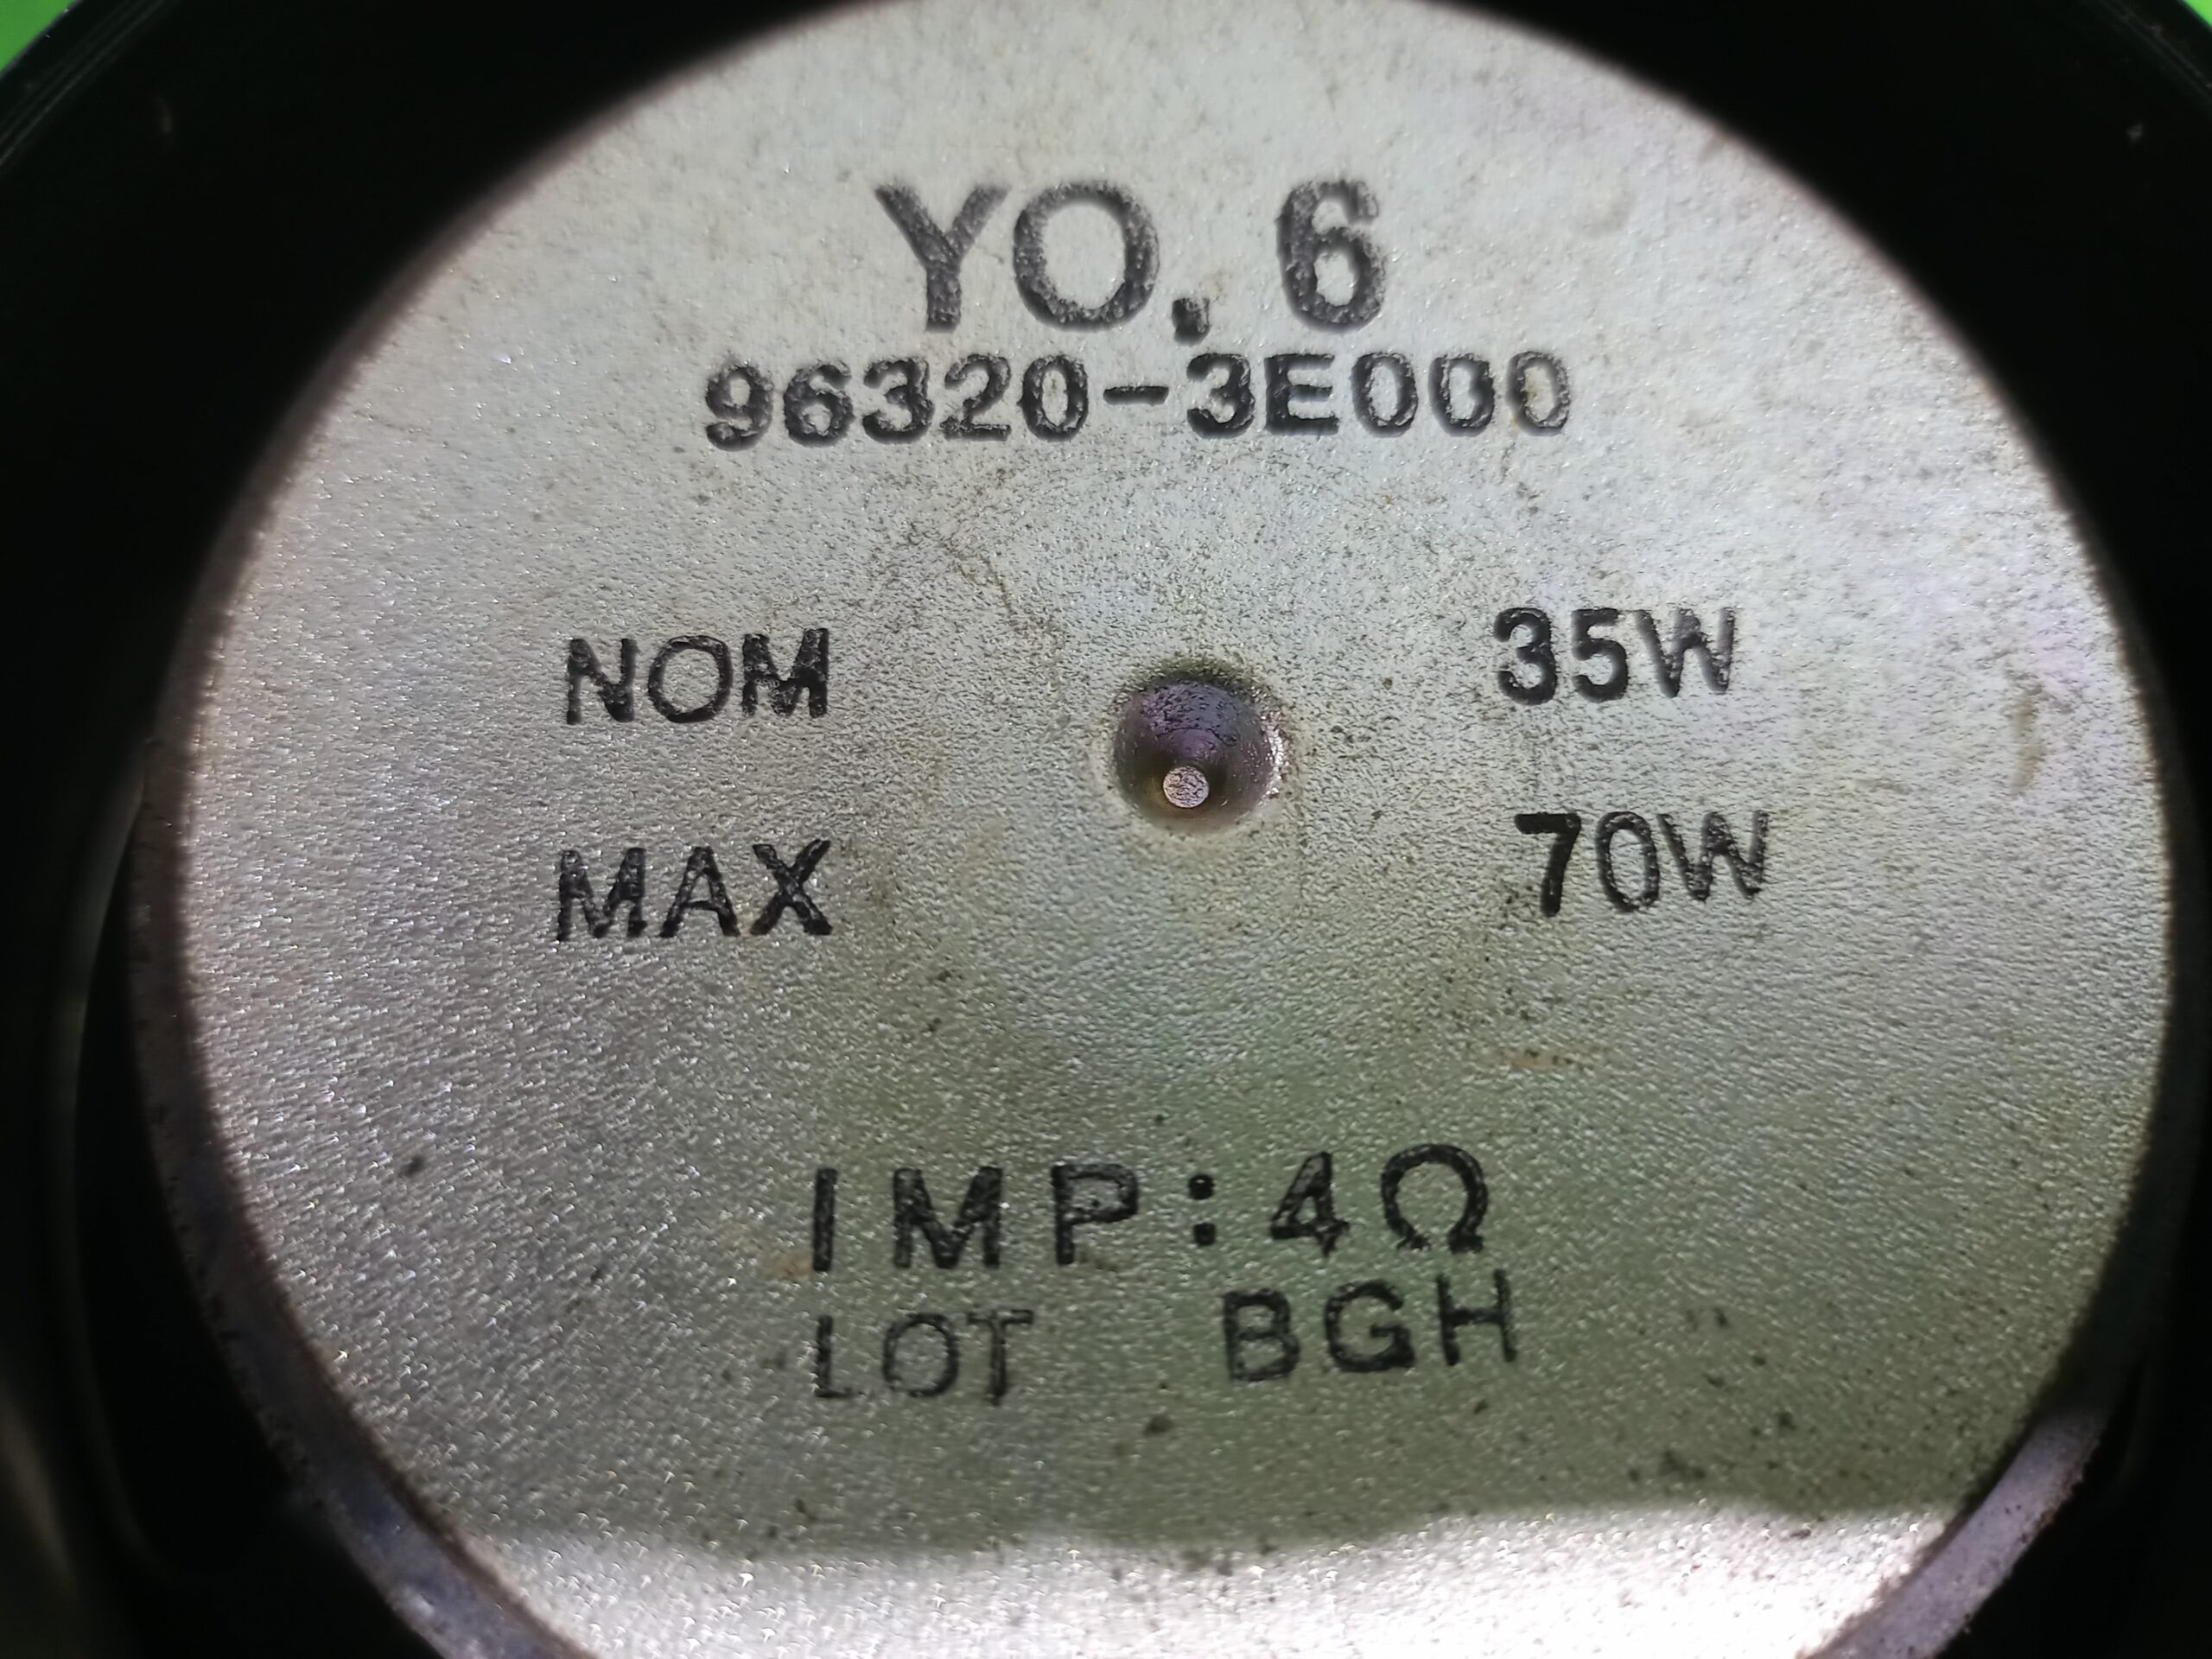 YO, 6
96320-3E000
NOM 35W
MAX 70W
IMP:4Ω
LOT BGH